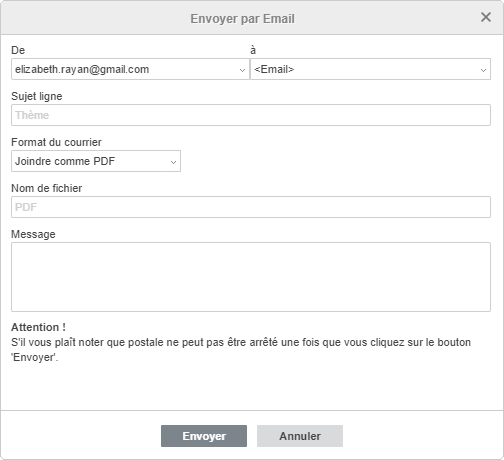 Envoyer par Email
De à
elizabeth.rayan@gmail.com <Email>
Sujet ligne
Thème
Format du courrier
Joindre comme PDF
Nom de fichier
PDF
Message
Attention !
S'il vous plaît noter que postale ne peut pas être arrêté une fois que vous cliquez sur le bouton
'Envoyer'.
Envoyer Annuler